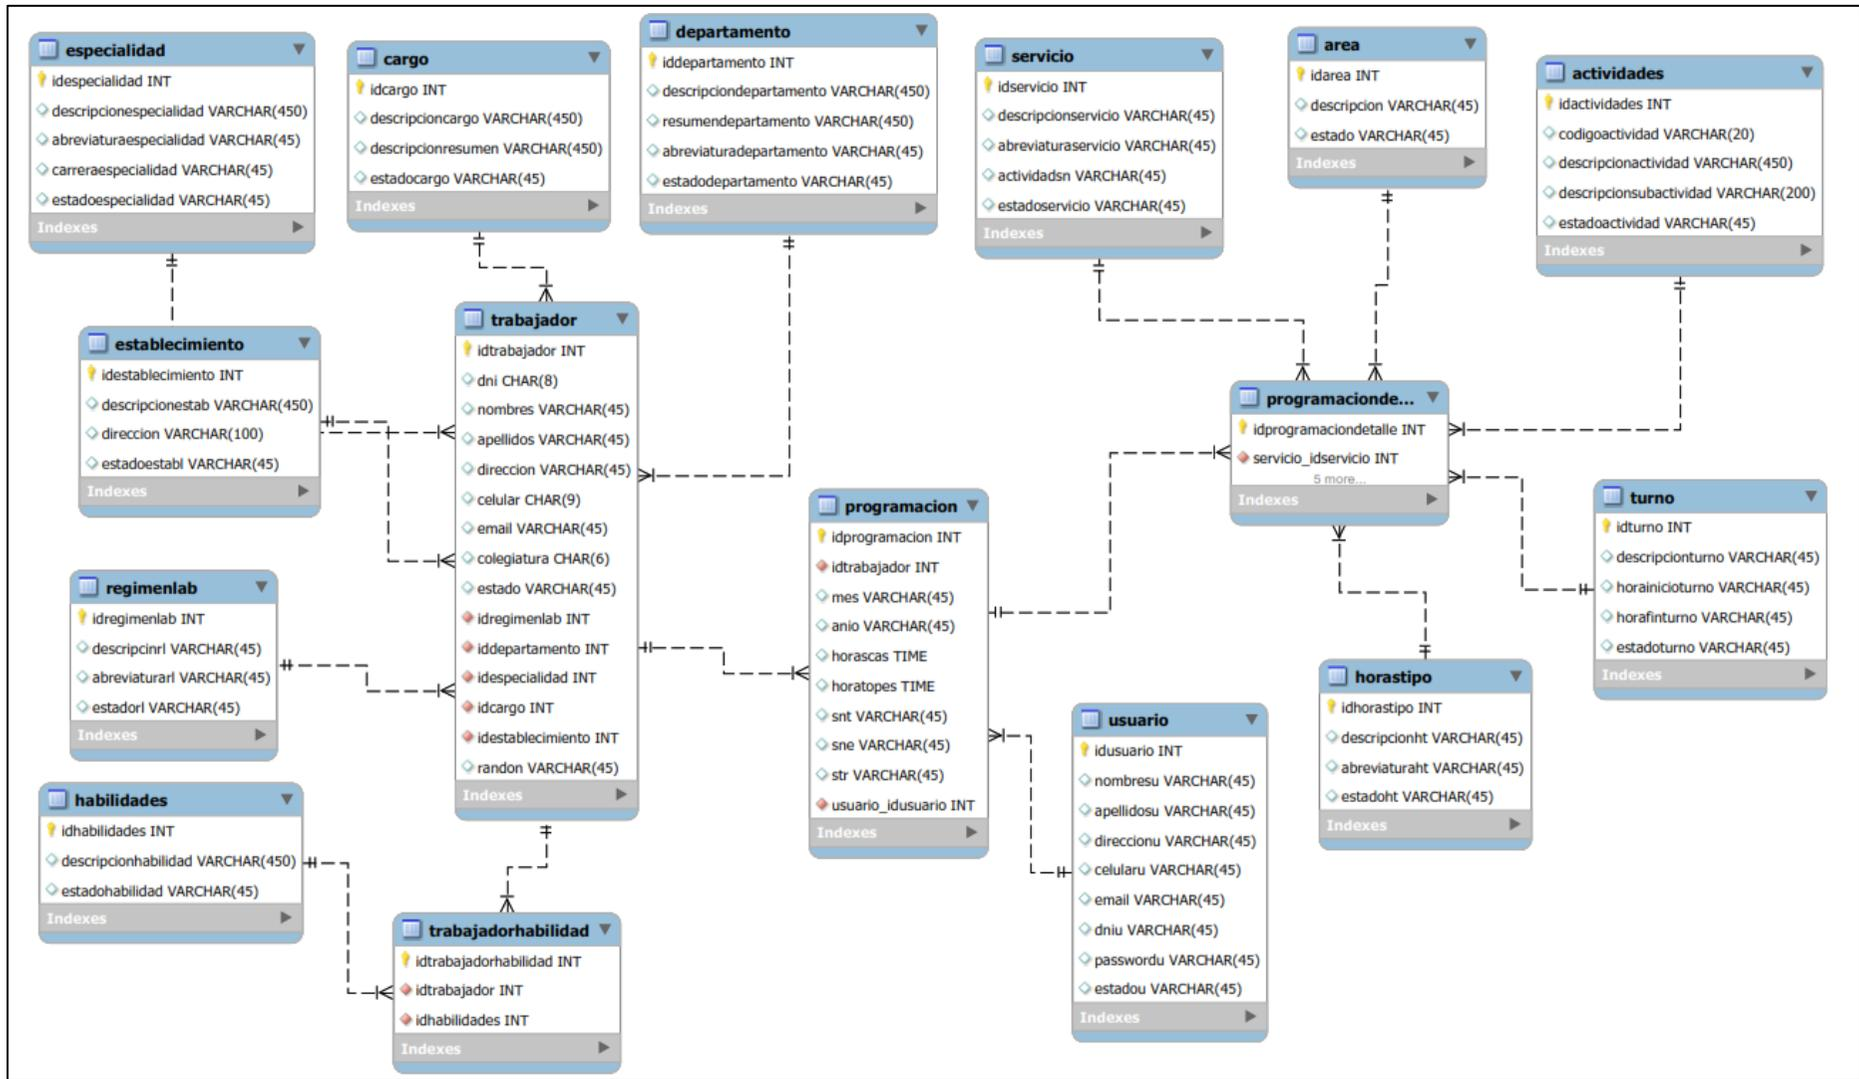 especialidad
idespecialidad INT
descripcionespecialidad VARCHAR(450)
abreviaturaespecialidad VARCHAR(45)
carreraespecialidad VARCHAR(45)
estadoespecialidad VARCHAR(45)
Indexes
cargo
idcargo INT
descripcioncargo VARCHAR(450)
descripcionresumen VARCHAR(450)
estadocargo VARCHAR(45)
Indexes
departamento
iddepartamento INT
descripciondepartamento VARCHAR(450)
resumendepartamento VARCHAR(450)
abreviaturadepartamento VARCHAR(45)
estadodepartamento VARCHAR(45)
Indexes
servicio
idservicio INT
descripcionservicio VARCHAR(45)
abreviaturaservicio VARCHAR(45)
actividadsn VARCHAR(45)
estadoservicio VARCHAR(45)
Indexes
area
idarea INT
descripcion VARCHAR(45)
estado VARCHAR(45)
Indexes
actividades
idactividades INT
codigoactividad VARCHAR(20)
descripcionactividad VARCHAR(450)
descripcionsubactividad VARCHAR(200)
estadoactividad VARCHAR(45)
Indexes
establecimiento
idestablecimiento INT
descripcionestab VARCHAR(450)
direccion VARCHAR(100)
estadoestabl VARCHAR(45)
Indexes
trabajador
idtrabajador INT
dni CHAR(8)
nombres VARCHAR(45)
apellidos VARCHAR(45)
direccion VARCHAR(45)
celular CHAR(9)
email VARCHAR(45)
colegiatura CHAR(6)
estado VARCHAR(45)
idregimenlab INT
iddepartamento INT
idespecialidad INT
idcargo INT
idestablecimiento INT
randon VARCHAR(45)
Indexes
programacionde...
idprogramaciondetalle INT
servicio_idservicio INT
5 more...
Indexes
programacion
idprogramacion INT
idtrabajador INT
mes VARCHAR(45)
anio VARCHAR(45)
horascas TIME
horatopes TIME
snt VARCHAR(45)
sne VARCHAR(45)
str VARCHAR(45)
usuario_idusuario INT
Indexes
turno
idturno INT
descripcionturno VARCHAR(45)
horainicioturno VARCHAR(45)
horafinturno VARCHAR(45)
estadoturno VARCHAR(45)
Indexes
regimenlab
idregimenlab INT
descripcinrl VARCHAR(45)
abreviaturarl VARCHAR(45)
estadorl VARCHAR(45)
Indexes
horastipo
idhorastipo INT
descripcionht VARCHAR(45)
abreviaturaht VARCHAR(45)
estadoht VARCHAR(45)
Indexes
usuario
idusuario INT
nombresu VARCHAR(45)
apellidosu VARCHAR(45)
direccionu VARCHAR(45)
celularu VARCHAR(45)
email VARCHAR(45)
dniu VARCHAR(45)
passwordu VARCHAR(45)
estadou VARCHAR(45)
Indexes
habilidades
idhabilidades INT
descripcionhabilidad VARCHAR(450)
estadohabilidad VARCHAR(45)
Indexes
trabajadorhabilidad
idtrabajadorhabilidad INT
idtrabajador INT
idhabilidades INT
Indexes